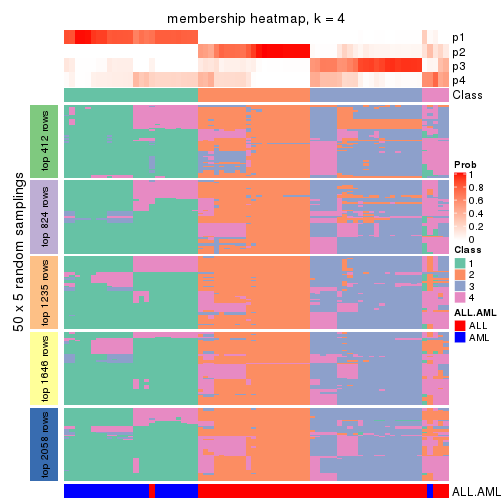 membership heatmap, k = 4
p1
p2
p3
p4
Class
50 x 5 random samplings
top 412 rows
top 824 rows
top 1235 rows
top 1646 rows
top 2058 rows
Prob
1
0.8
0.6
0.4
0.2
0
Class
1
2
3
4
ALL.AML
ALL
AML
ALL.AML